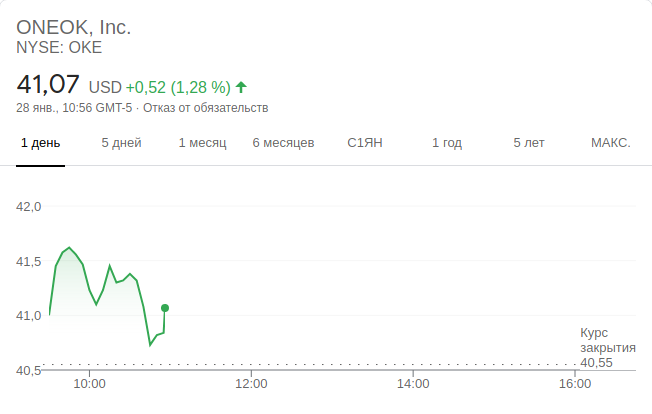 ONEOK, Inc.
NYSE: OKE
41,07 USD +0,52 (1,28 %)
28 янв., 10:56 GMT-5 · Отказ от обязательств
1 день 5 дней 1 месяц 6 месяцев С1ЯН 1 год 5 лет МАКС.
42,0
41,5
41,0
Курс
закрытия
40,55
40,5
10:00 12:00 14:00 16:00